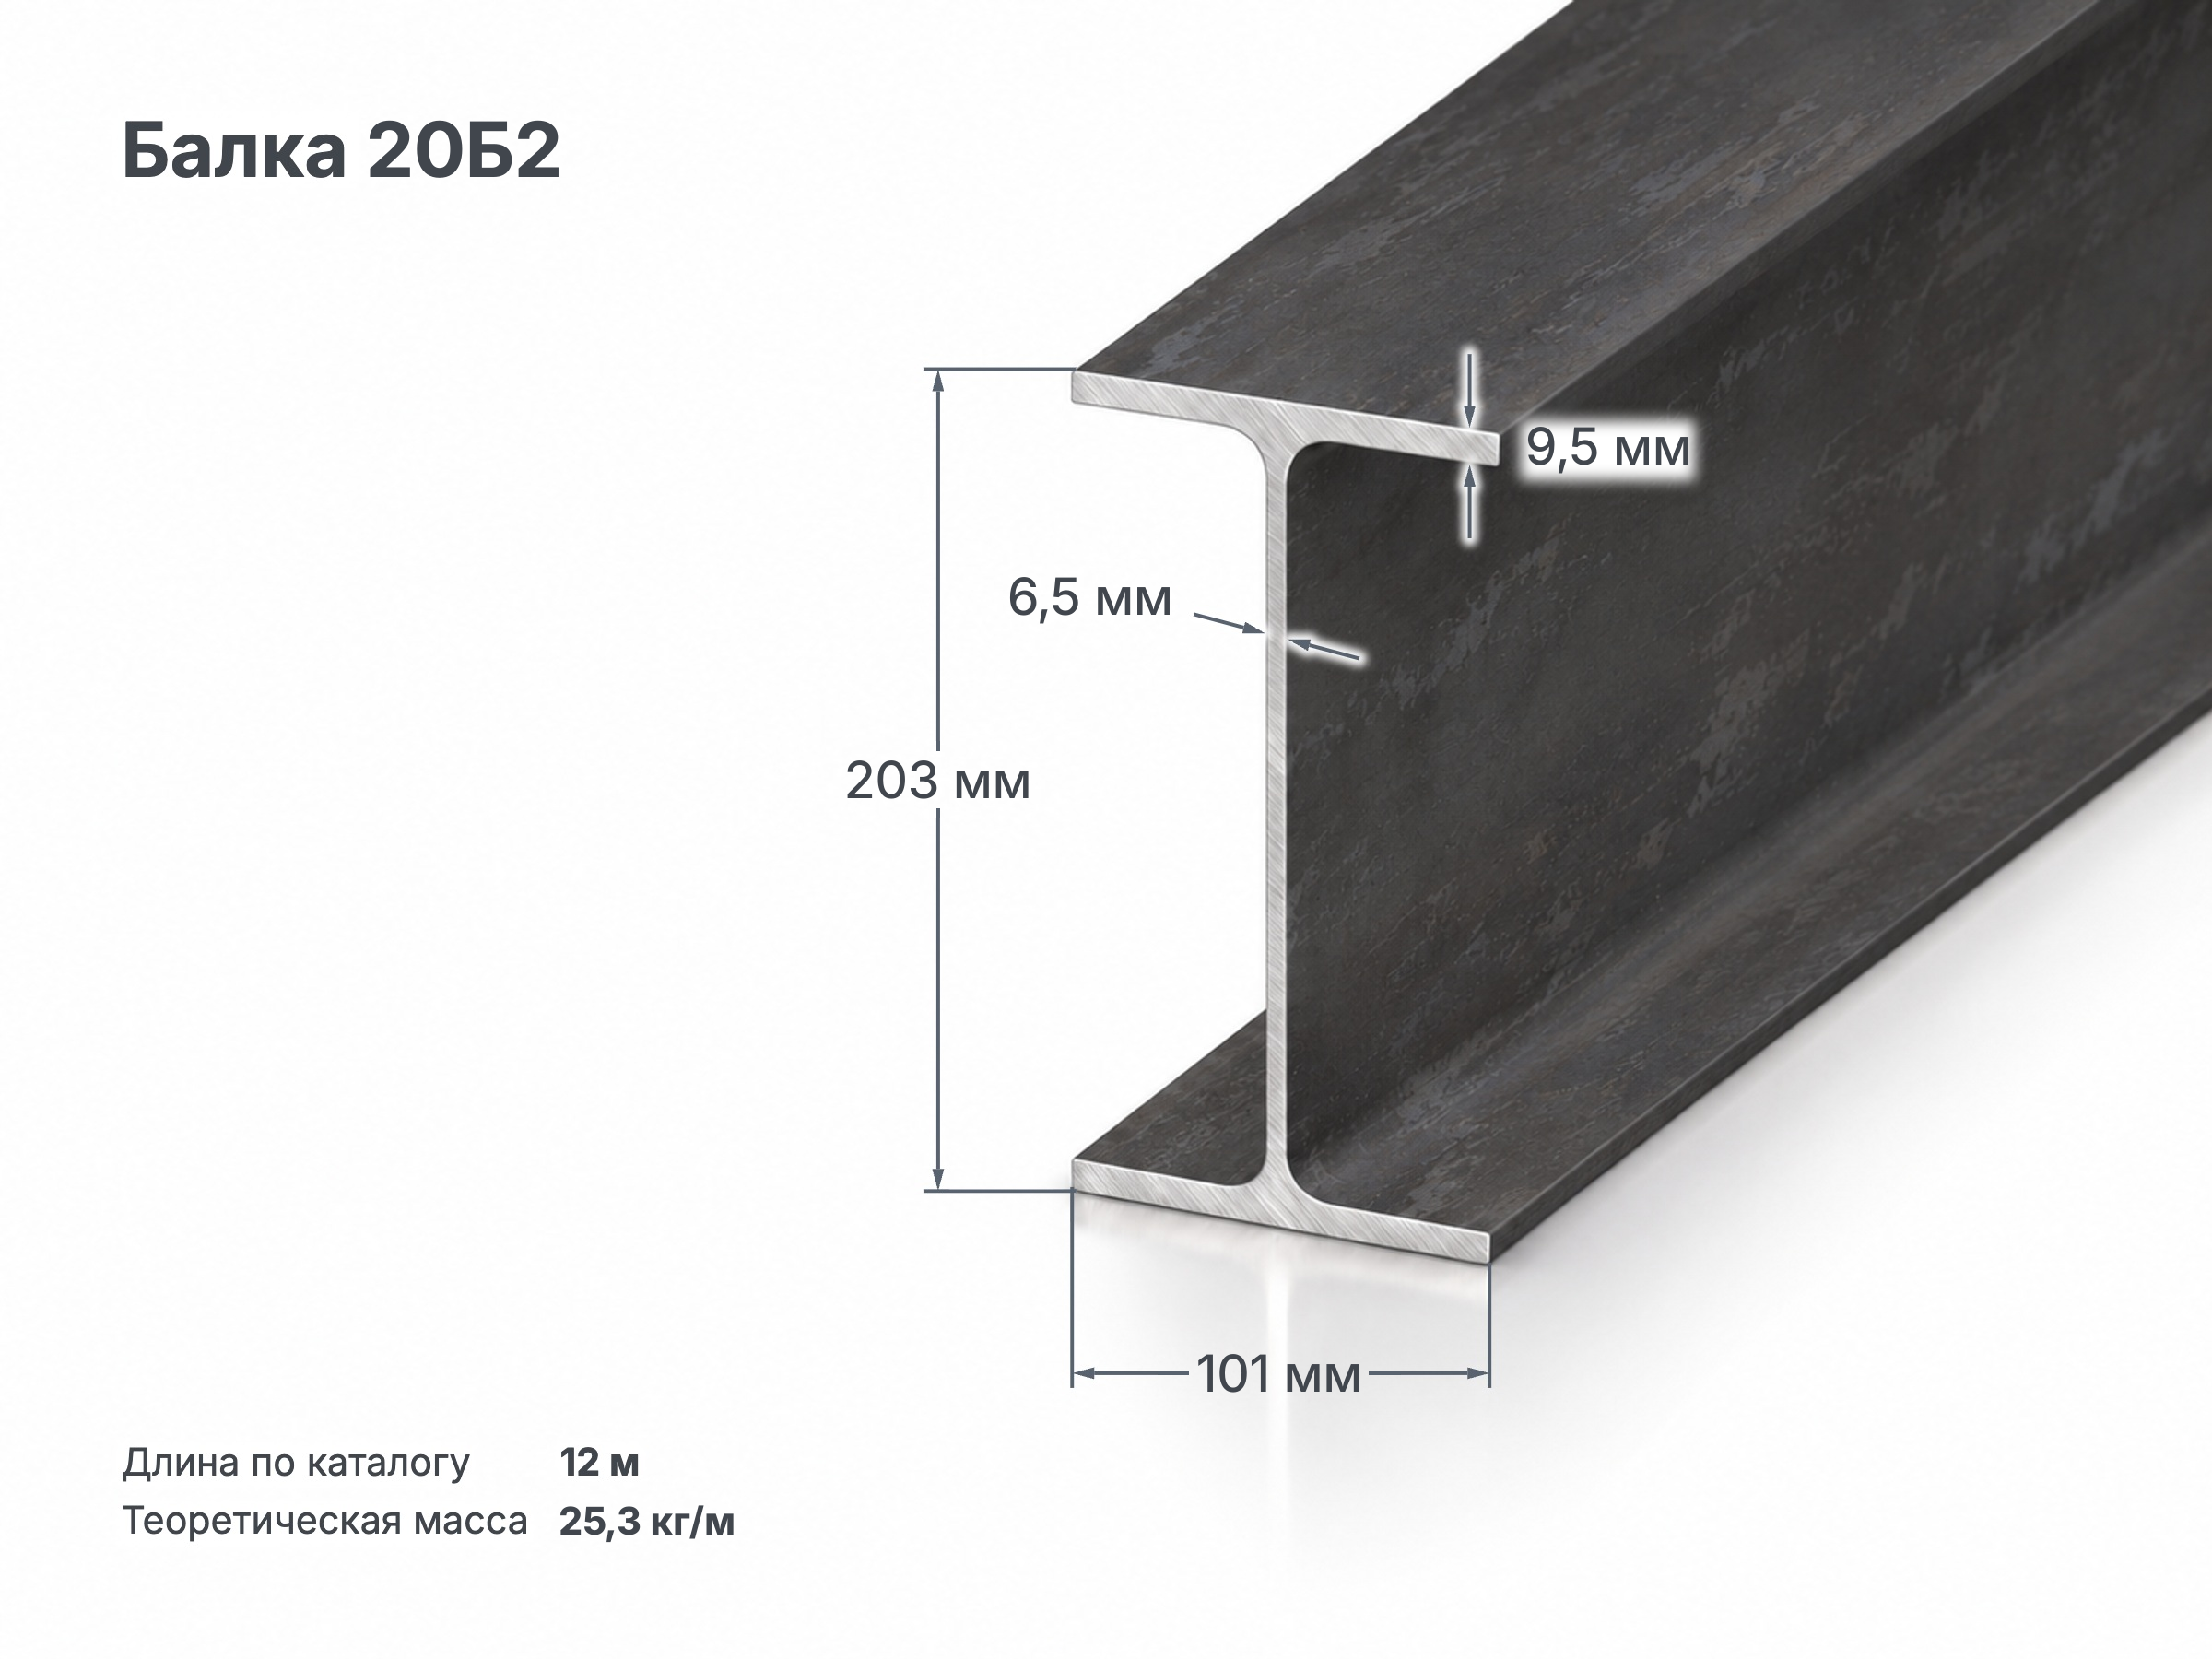 Балка 20Б2
9,5 мм
6,5 мм
203 мм
101 мм
Длина по каталогу 12 м
Теоретическая масса 25,3 кг/м